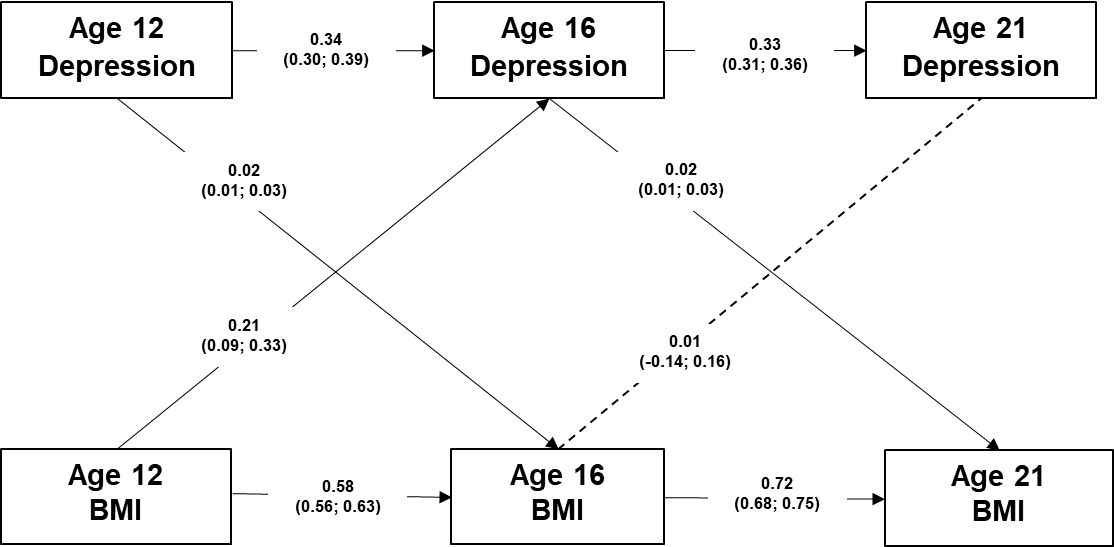 Age 12
Depression
0.34
(0.30; 0.39)
Age 16
Depression
0.33
(0.31; 0.36)
Age 21
Depression
0.02
(0.01; 0.03)
0.02
(0.01; 0.03)
0.21
(0.09; 0.33)
0.01
(-0.14; 0.16)
Age 12
BMI
0.58
(0.56; 0.63)
Age 16
BMI
0.72
(0.68; 0.75)
Age 21
BMI